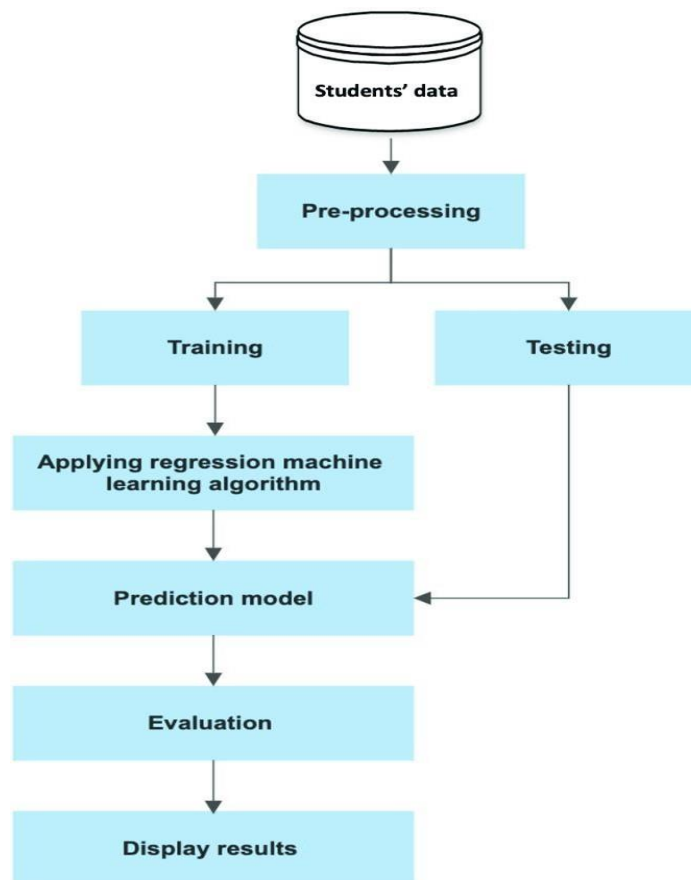 Students' data
Pre-processing
Training
Testing
Applying regression machine
learning algorithm
Prediction model
Evaluation
Display results